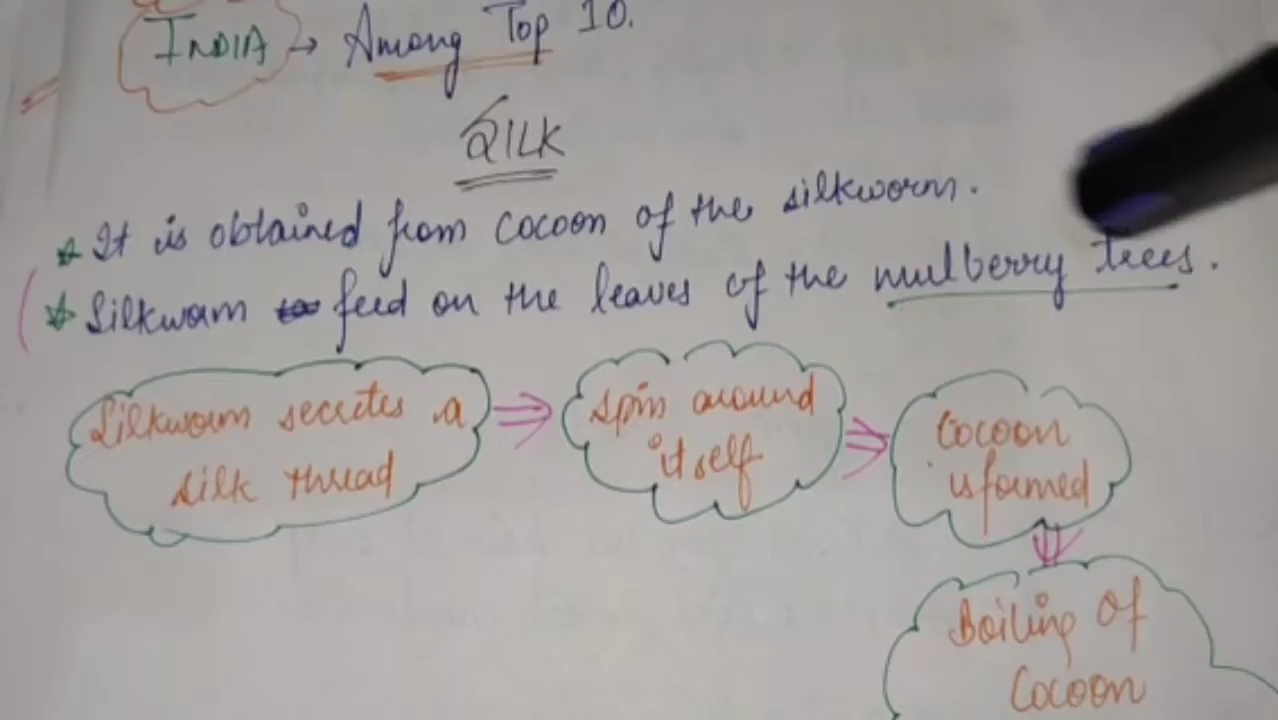 INDIA → Among Top 10.
SILK
It is obtained from cocoon of the silkworm.
Silkworm feed on the leaves of the mulberry trees.
Silkworm secretes a
silk thread
spin around
itself
Cocoon
is formed
Boiling of
Cocoon